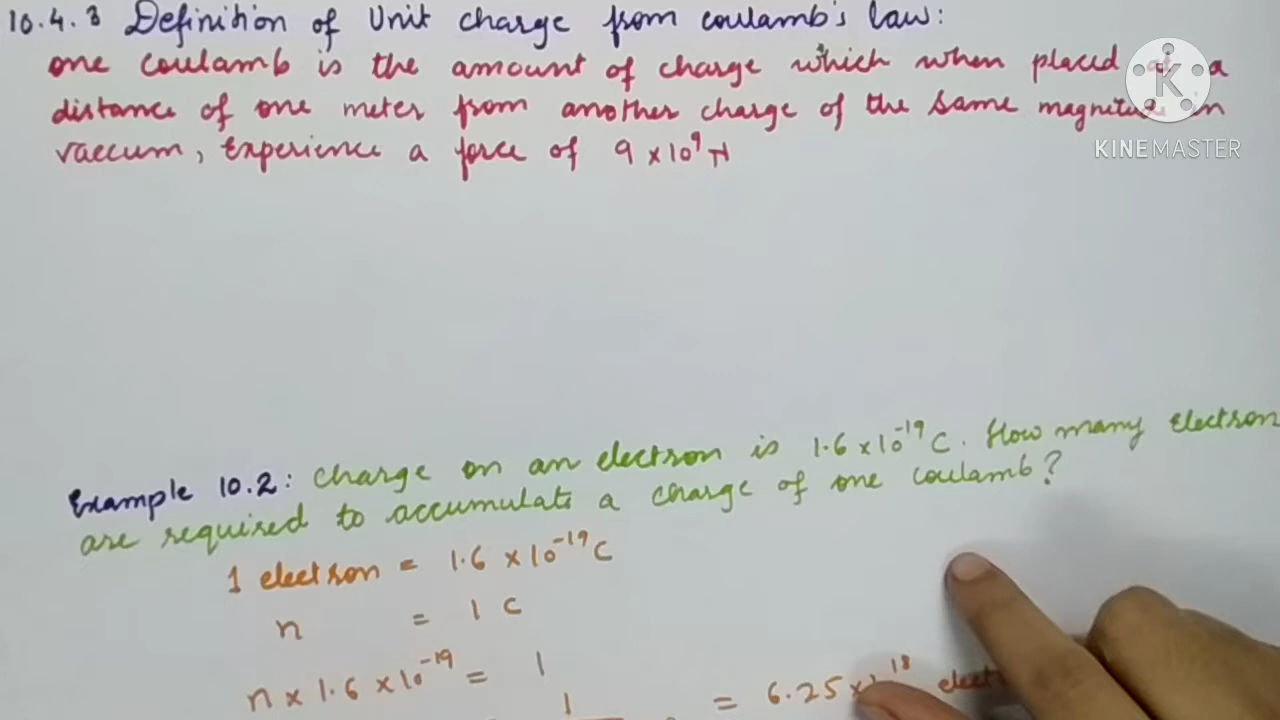 10.4.3 Definition of Unit charge from coulamb's law:
one coulamb is the amount of charge which when placed at a
distance of one meter from another charge of the same magnitude in
vaccum, Experience a force of 9 × 10⁹ N
KINEMASTER
Example 10.2: Charge on an electron is 1.6 × 10⁻¹⁹ C. How many Electron
are required to accumulate a charge of one coulamb?
1 electron = 1.6 × 10⁻¹⁹ C
n = 1 C
n × 1.6 × 10⁻¹⁹ = 1
1 = 6.25 × 10¹⁸